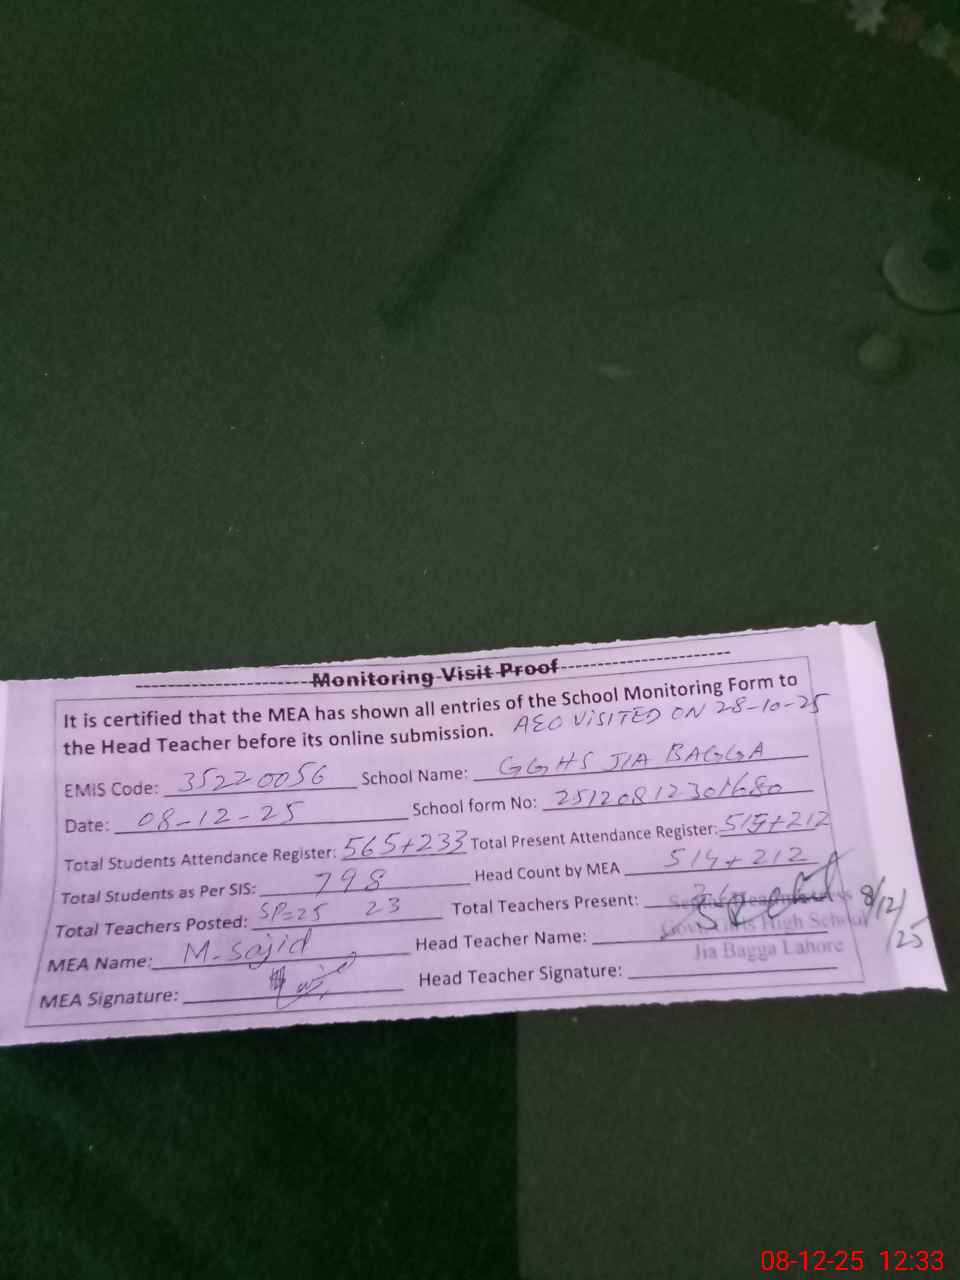 Monitoring Visit Proof
It is certified that the MEA has shown all entries of the School Monitoring Form to
the Head Teacher before its online submission. AEO VISITED ON 28-10-25
EMIS Code: 35220056 School Name: GGHS JIA BAGGA
Date: 08-12-25 School form No: 25120812301680
Total Students Attendance Register: 565+233 Total Present Attendance Register: 514+212
Total Students as Per SIS: 798 Head Count by MEA 514+212
Total Teachers Posted: SP=25 23 Total Teachers Present:
MEA Name: M-Sajid Head Teacher Name: High School 8/12/25
Jia Bagga Lahore
MEA Signature: Head Teacher Signature:
08-12-25 12:33